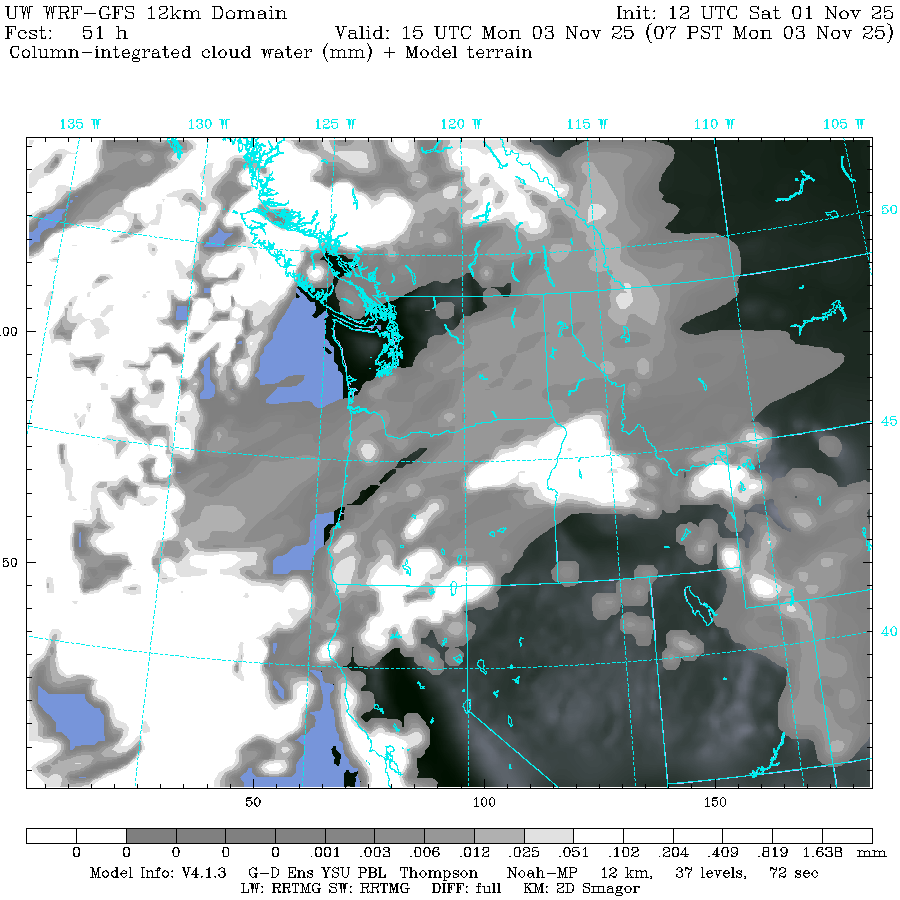 UW WRF-GFS 12km Domain Init: 12 UTC Sat 01 Nov 25
Fcst: 51 h Valid: 15 UTC Mon 03 Nov 25 (07 PST Mon 03 Nov 25)
Column-integrated cloud water (mm) + Model terrain
135 W 130 W 125 W 120 W 115 W 110 W 105 W
50
00
45
50
40
50 100 150
0 0 0 0 0 .001 .003 .006 .012 .025 .051 .102 .204 .409 .819 1.638 mm
Model Info: V4.1.3 G-D Ens YSU PBL Thompson Noah-MP 12 km, 37 levels, 72 sec
LW: RRTMG SW: RRTMG DIFF: full KM: 2D Smagor